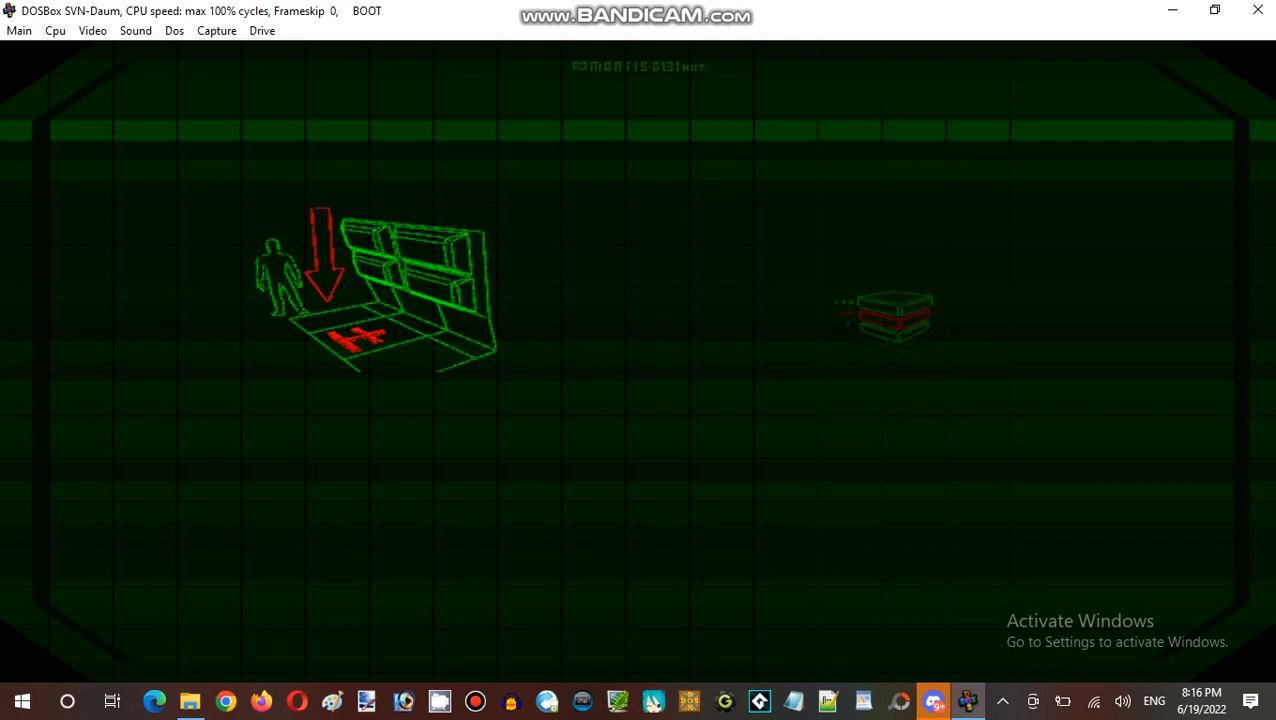 DOSBox SVN-Daum, CPU speed: max 100% cycles, Frameskip 0, BOOT
www.BANDICAM.com
Main Cpu Video Sound Dos Capture Drive
H
Activate Windows
Go to Settings to activate Windows.
9+
ENG
8:16 PM
6/19/2022